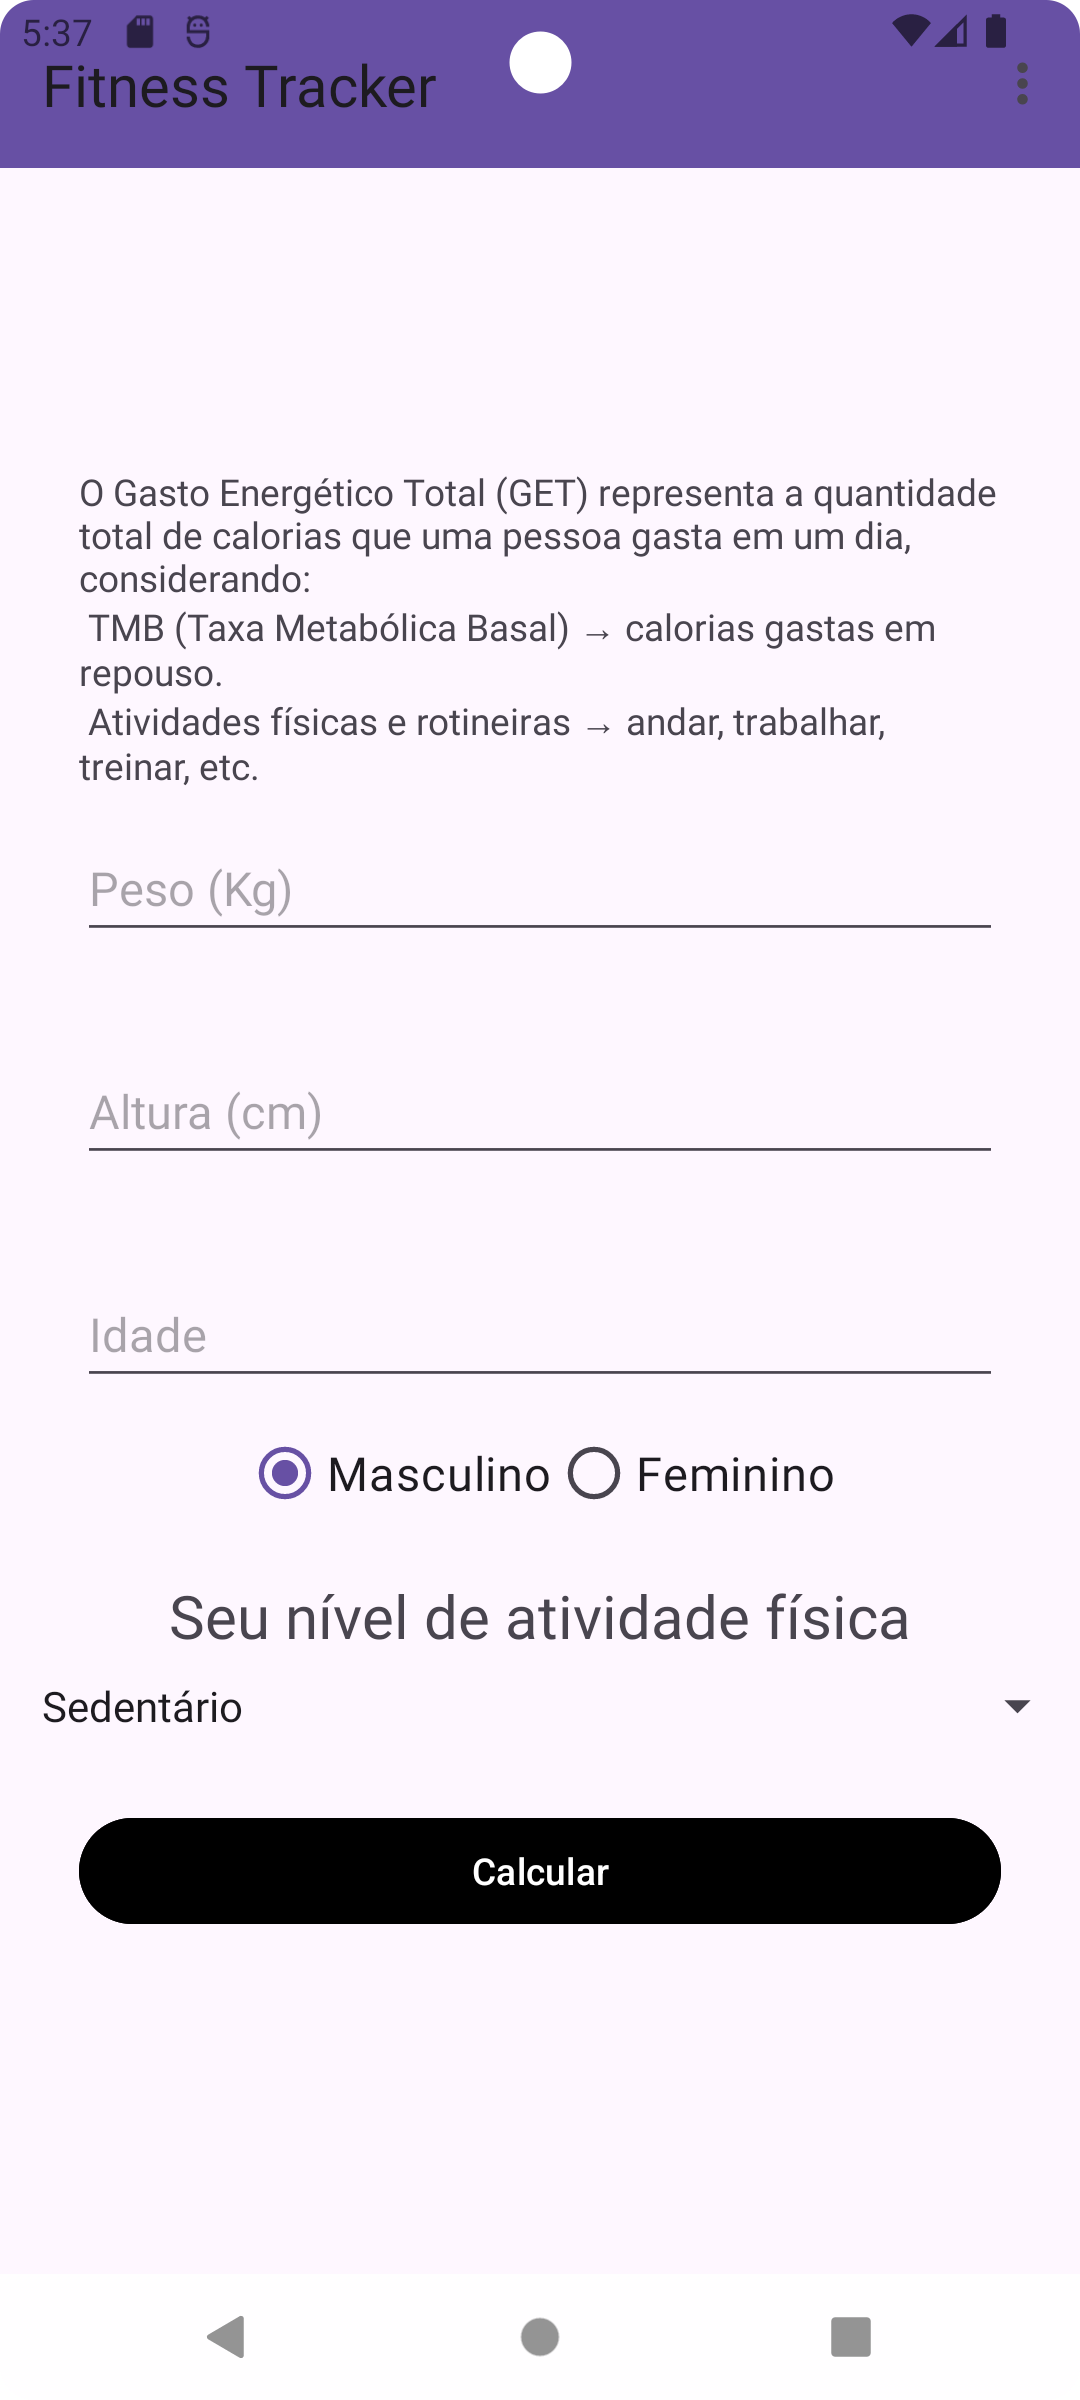 5:37
Fitness Tracker
O Gasto Energético Total (GET) representa a quantidade
total de calorias que uma pessoa gasta em um dia,
considerando:
TMB (Taxa Metabólica Basal) → calorias gastas em
repouso.
Atividades físicas e rotineiras → andar, trabalhar,
treinar, etc.
Peso (Kg)
Altura (cm)
Idade
Masculino Feminino
Seu nível de atividade física
Sedentário
Calcular